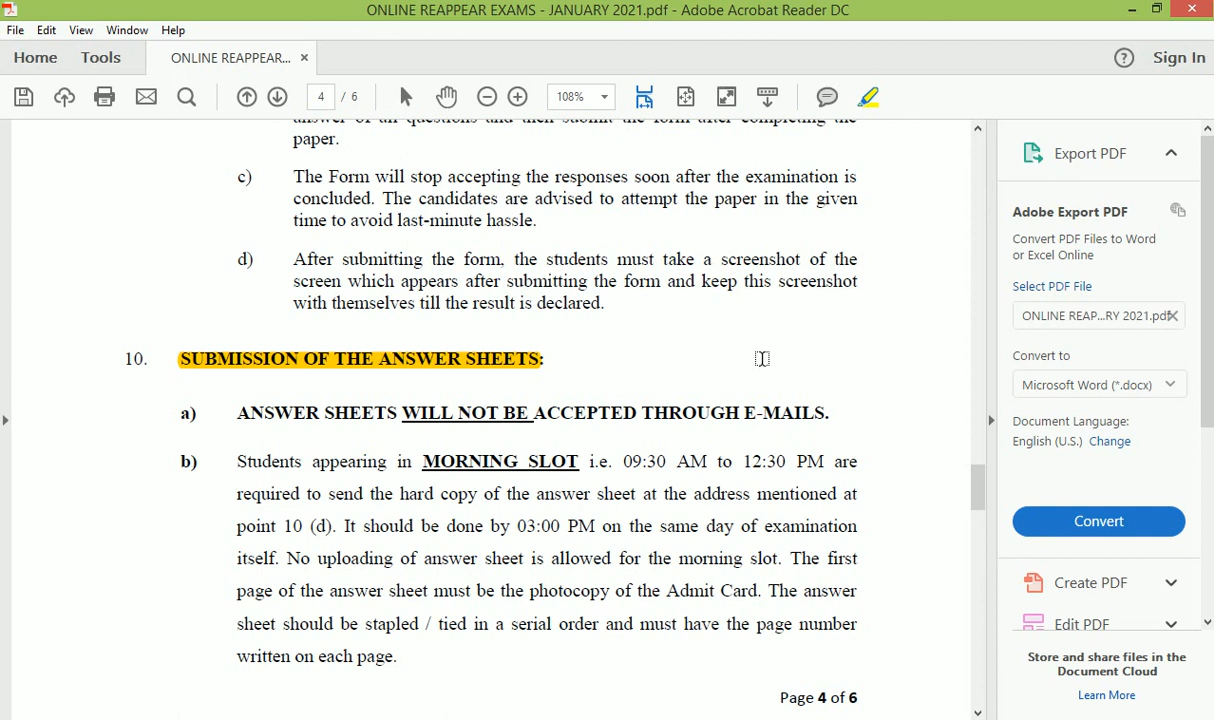 ONLINE REAPPEAR EXAMS - JANUARY 2021.pdf - Adobe Acrobat Reader DC
File Edit View Window Help
Home Tools ONLINE REAPPEAR... × Sign In
4 / 6 108%
answer of all questions and then submit the form after completing the
paper.
c) The Form will stop accepting the responses soon after the examination is
concluded. The candidates are advised to attempt the paper in the given
time to avoid last-minute hassle.
d) After submitting the form, the students must take a screenshot of the
screen which appears after submitting the form and keep this screenshot
with themselves till the result is declared.
10. SUBMISSION OF THE ANSWER SHEETS:
a) ANSWER SHEETS WILL NOT BE ACCEPTED THROUGH E-MAILS.
b) Students appearing in MORNING SLOT i.e. 09:30 AM to 12:30 PM are
required to send the hard copy of the answer sheet at the address mentioned at
point 10 (d). It should be done by 03:00 PM on the same day of examination
itself. No uploading of answer sheet is allowed for the morning slot. The first
page of the answer sheet must be the photocopy of the Admit Card. The answer
sheet should be stapled / tied in a serial order and must have the page number
written on each page.
Page 4 of 6
Export PDF
Adobe Export PDF
Convert PDF Files to Word
or Excel Online
Select PDF File
ONLINE REAP...RY 2021.pdf
Convert to
Microsoft Word (*.docx)
Document Language:
English (U.S.) Change
Convert
Create PDF
Edit PDF
Store and share files in the
Document Cloud
Learn More